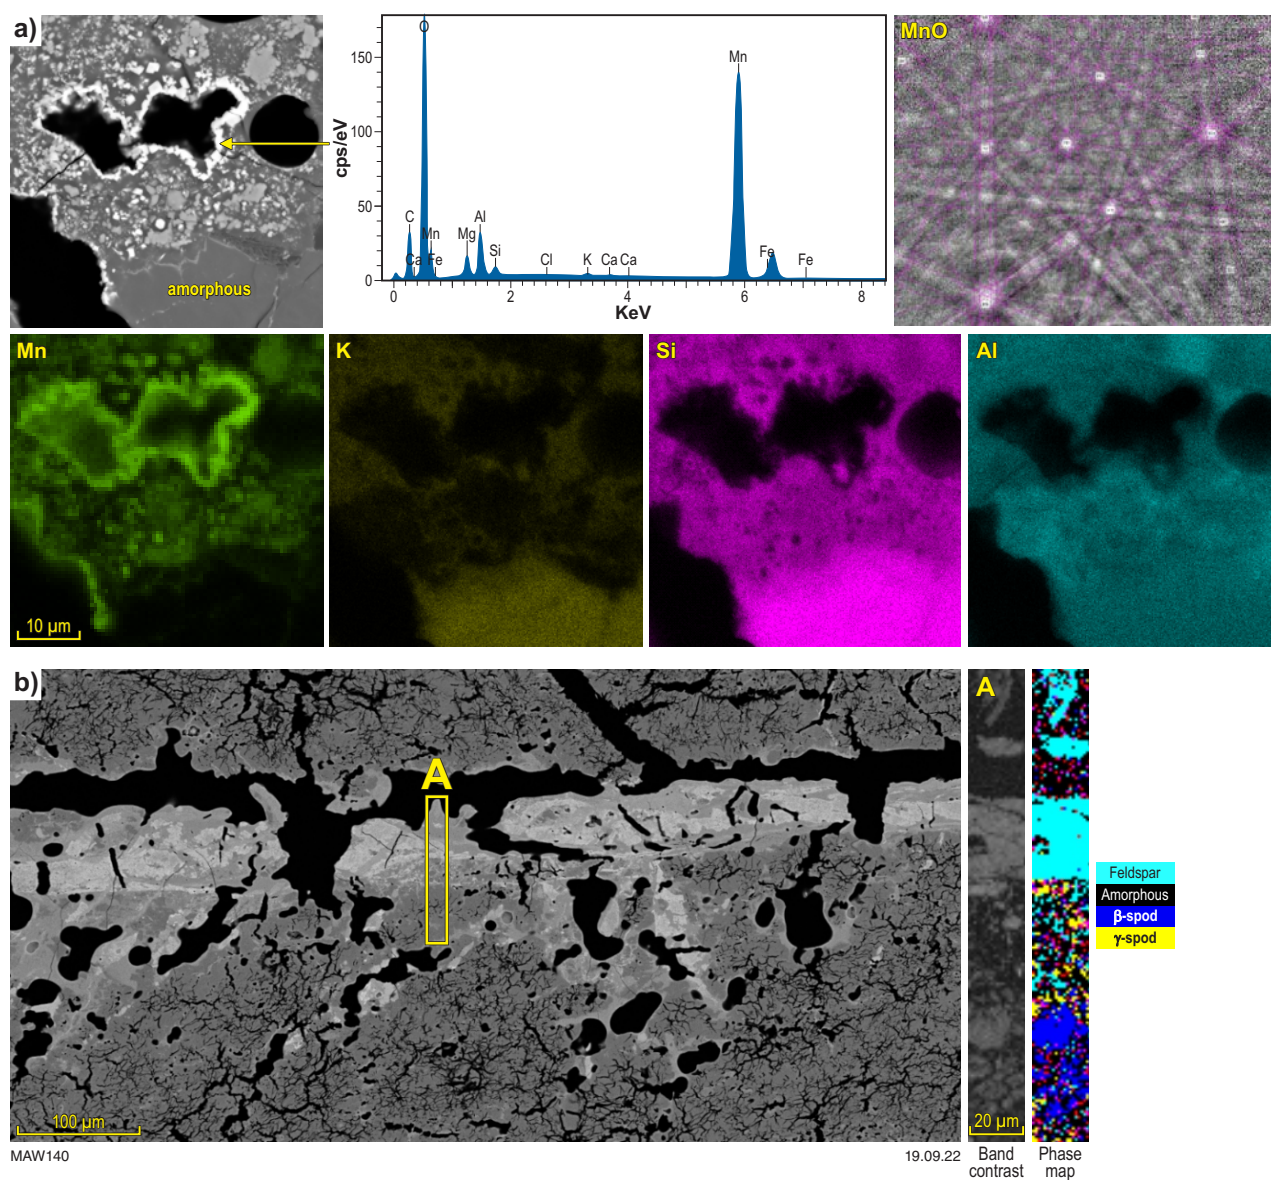 a)
amorphous
cps/eV
150
100
50
0
O
Mn
C
Mn
Mg
Al
Si
Ca
Fe
Cl
K
Ca
Ca
Fe
Fe
0
2
4
6
8
KeV
MnO
Mn
10 µm
K
Si
Al
b)
A
100 µm
A
20 µm
Feldspar
Amorphous
β-spod
γ-spod
MAW140
19.09.22
Band
contrast
Phase
map